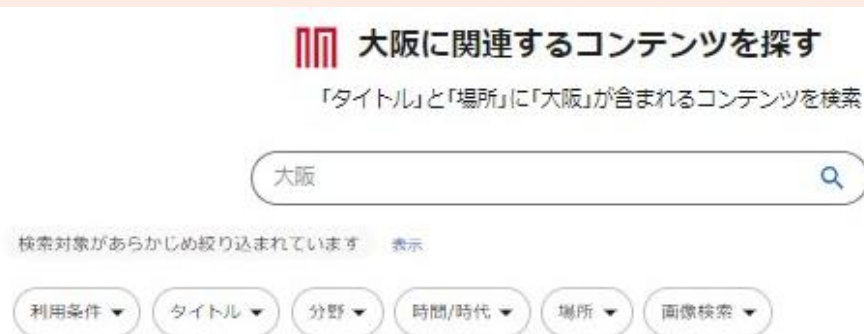 大阪に関連するコンテンツを探す
「タイトル」と「場所」に「大阪」が含まれるコンテンツを検索
大阪
検索対象があらかじめ絞り込まれています 表示
利用条件 ▼ タイトル ▼ 分野 ▼ 時間/時代 ▼ 場所 ▼ 画像検索 ▼